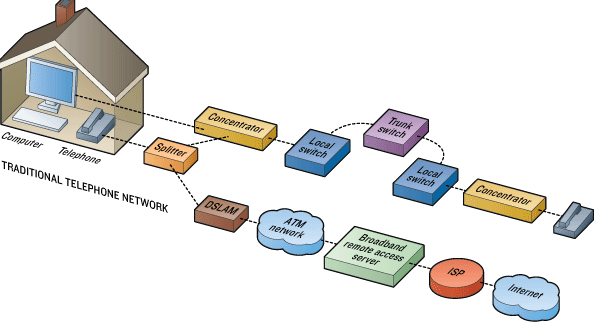 Computer
Telephone
TRADITIONAL TELEPHONE NETWORK
Splitter
Concentrator
Local
switch
Trunk
switch
Local
switch
Concentrator
DSLAM
ATM
network
Broadband
remote access
server
ISP
Internet